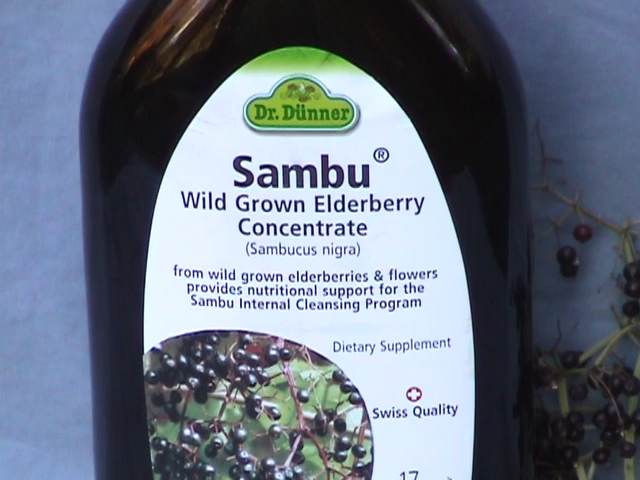 Dr. Dünner
Sambu®
Wild Grown Elderberry
Concentrate
(Sambucus nigra)
from wild grown elderberries & flowers
provides nutritional support for the
Sambu Internal Cleansing Program
Dietary Supplement
Swiss Quality
17